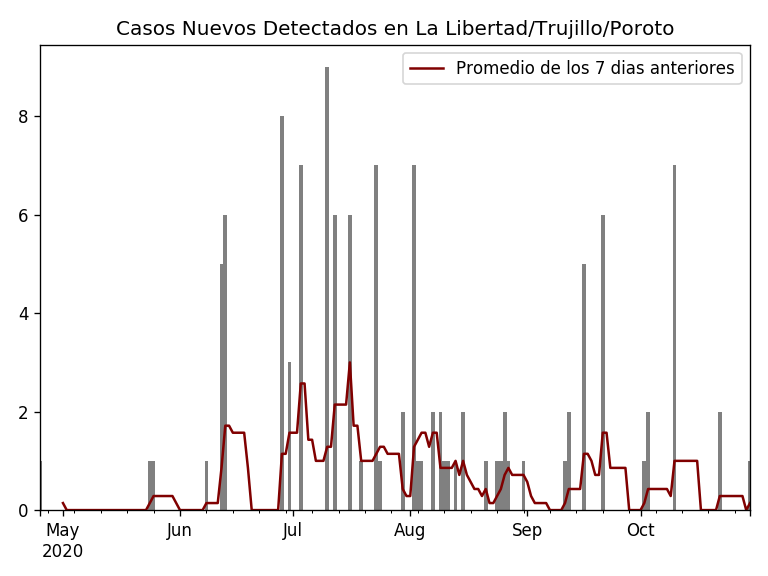 Casos Nuevos Detectados en La Libertad/Trujillo/Poroto
Promedio de los 7 dias anteriores
8
6
4
2
0
May Jun Jul Aug Sep Oct
2020